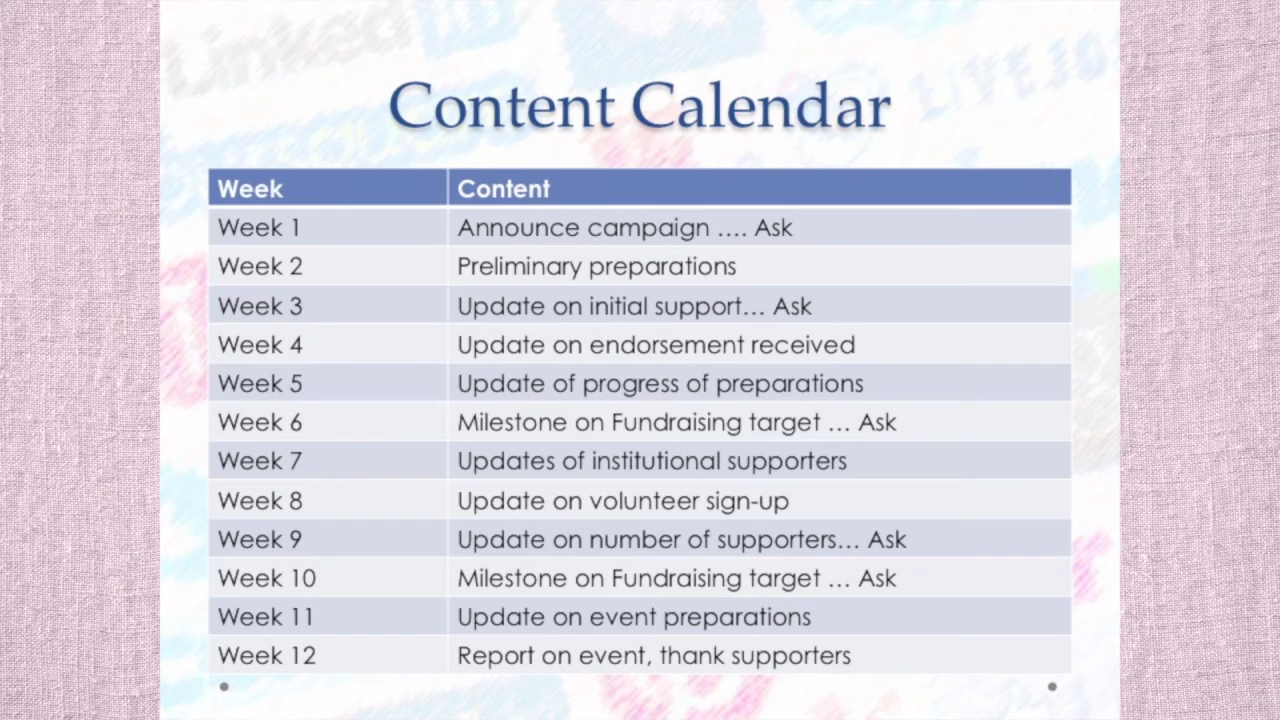 Content Calendar
Week Content
Week 1 Announce campaign .... Ask
Week 2 Preliminary preparations
Week 3 Update on initial support... Ask
Week 4 Update on endorsement received
Week 5 Update of progress of preparations
Week 6 Milestone on Fundraising target ... Ask
Week 7 Updates of institutional supporters
Week 8 Update on volunteer sign-up
Week 9 Update on number of supporters... Ask
Week 10 Milestone on Fundraising target ... Ask
Week 11 Update on event preparations
Week 12 Report on event, thank supporters